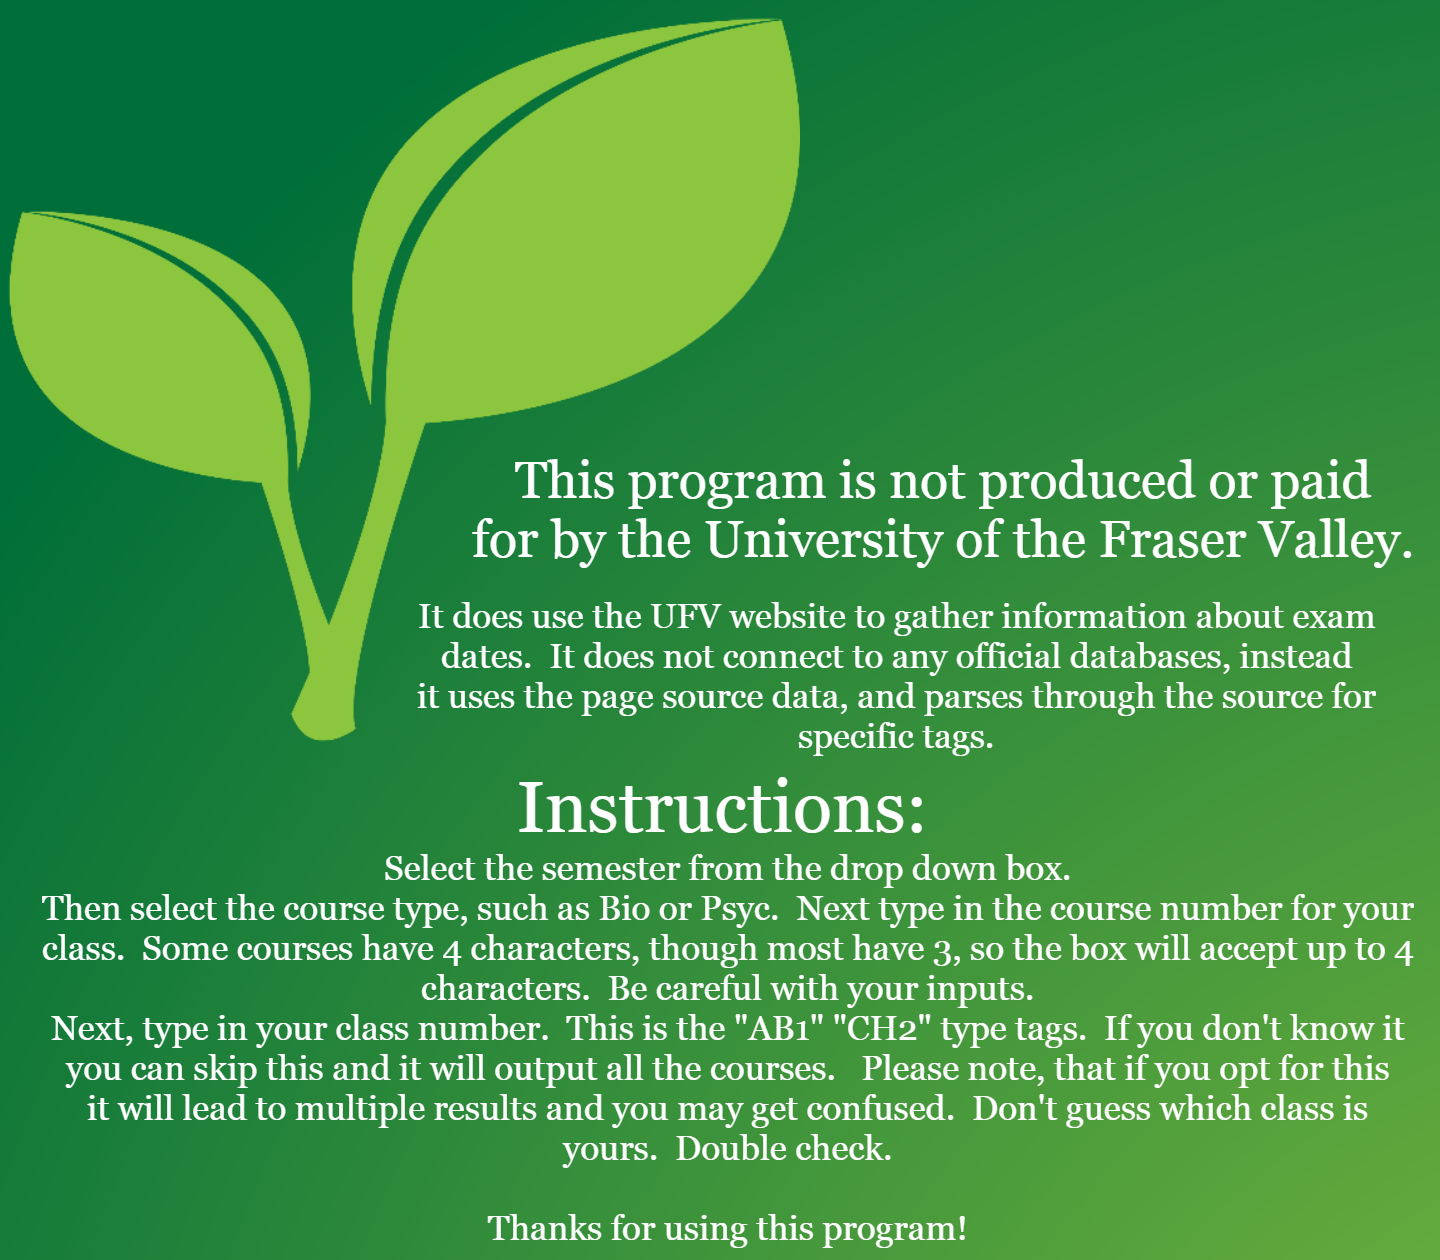 This program is not produced or paid
for by the University of the Fraser Valley.
It does use the UFV website to gather information about exam
dates.  It does not connect to any official databases, instead
it uses the page source data, and parses through the source for
specific tags.
Instructions:
Select the semester from the drop down box.
Then select the course type, such as Bio or Psyc.  Next type in the course number for your
class.  Some courses have 4 characters, though most have 3, so the box will accept up to 4
characters.  Be careful with your inputs.
Next, type in your class number.  This is the "AB1" "CH2" type tags.  If you don't know it
you can skip this and it will output all the courses.   Please note, that if you opt for this
it will lead to multiple results and you may get confused.  Don't guess which class is
yours.  Double check.
Thanks for using this program!